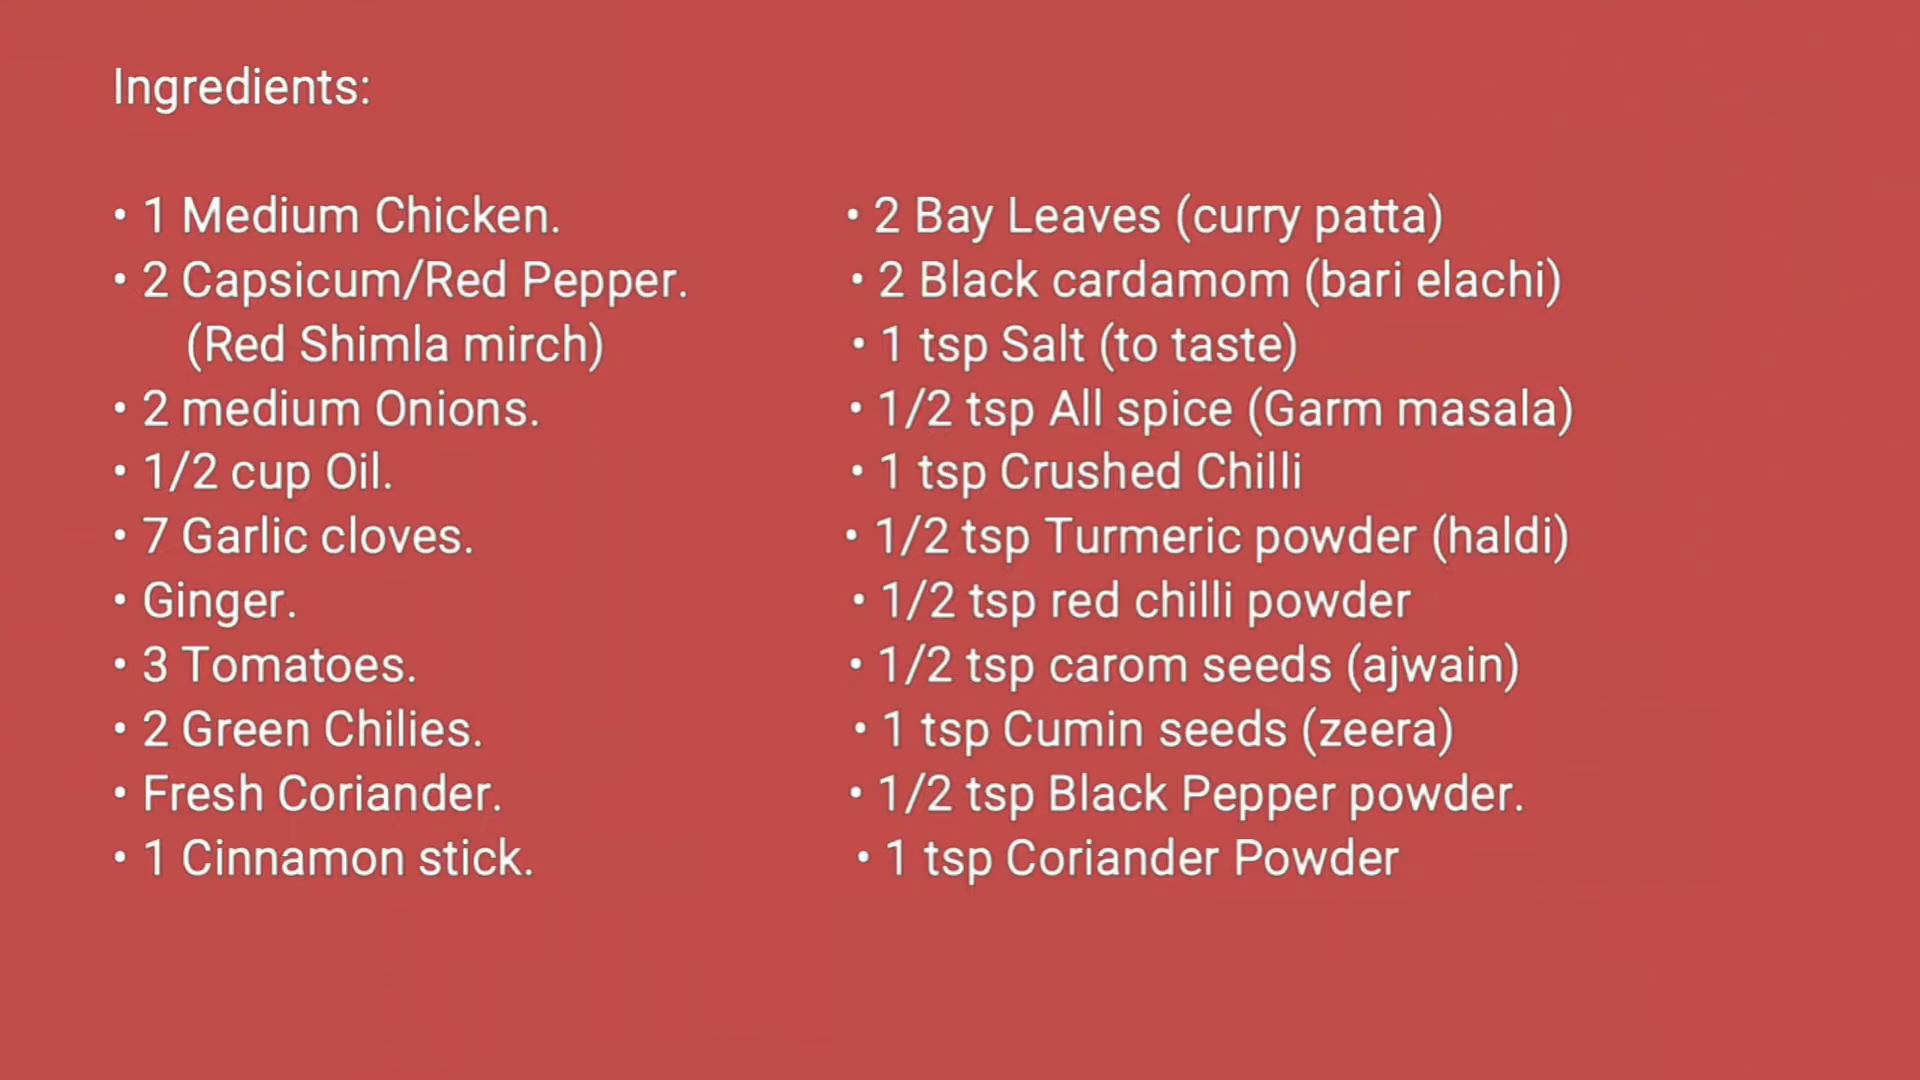 Ingredients:
• 1 Medium Chicken.
• 2 Capsicum/Red Pepper.
(Red Shimla mirch)
• 2 medium Onions.
• 1/2 cup Oil.
• 7 Garlic cloves.
• Ginger.
• 3 Tomatoes.
• 2 Green Chilies.
• Fresh Coriander.
• 1 Cinnamon stick.
• 2 Bay Leaves (curry patta)
• 2 Black cardamom (bari elachi)
• 1 tsp Salt (to taste)
• 1/2 tsp All spice (Garm masala)
• 1 tsp Crushed Chilli
• 1/2 tsp Turmeric powder (haldi)
• 1/2 tsp red chilli powder
• 1/2 tsp carom seeds (ajwain)
• 1 tsp Cumin seeds (zeera)
• 1/2 tsp Black Pepper powder.
• 1 tsp Coriander Powder